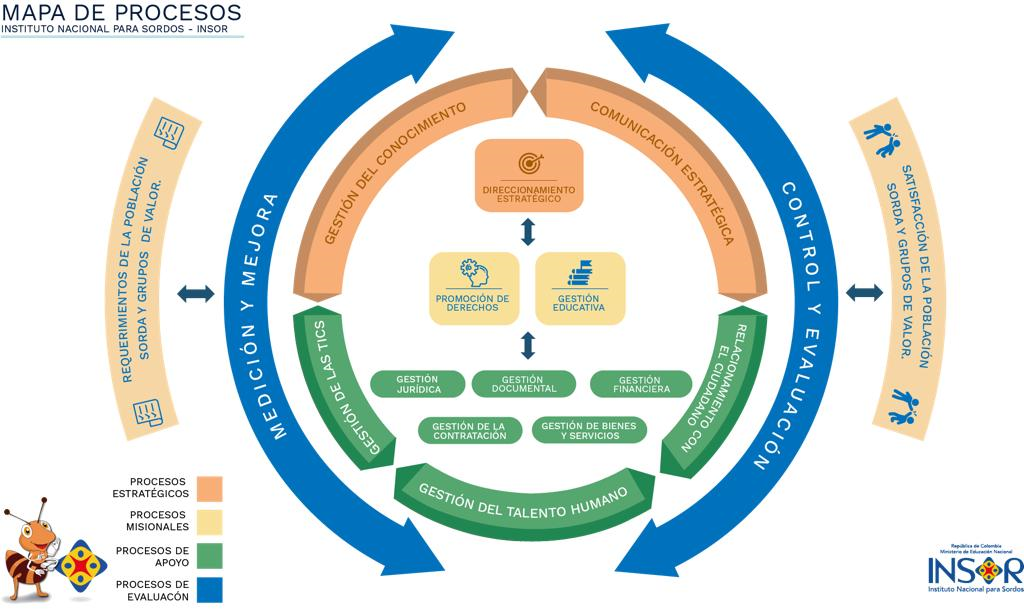 MAPA DE PROCESOS
INSTITUTO NACIONAL PARA SORDOS - INSOR
REQUERIMIENTOS DE LA POBLACIÓN
SORDA Y GRUPOS DE VALOR.
MEDICIÓN Y MEJORA
GESTIÓN DEL CONOCIMIENTO
COMUNICACIÓN ESTRATÉGICA
DIRECCIONAMIENTO
ESTRATÉGICO
PROMOCIÓN DE
DERECHOS
GESTIÓN
EDUCATIVA
GESTIÓN DE LAS TICS
GESTIÓN
JURÍDICA
GESTIÓN
DOCUMENTAL
GESTIÓN
FINANCIERA
GESTIÓN DE LA
CONTRATACIÓN
GESTIÓN DE BIENES
Y SERVICIOS
RELACIONAMIENTO CON
EL CIUDADANO
GESTIÓN DEL TALENTO HUMANO
CONTROL Y EVALUACIÓN
SATISFACCIÓN DE LA POBLACIÓN
SORDA Y GRUPOS DE VALOR.
PROCESOS
ESTRATÉGICOS
PROCESOS
MISIONALES
PROCESOS DE
APOYO
PROCESOS DE
EVALUACÓN
República de Colombia
Ministerio de Educación Nacional
INSOR
Instituto Nacional para Sordos